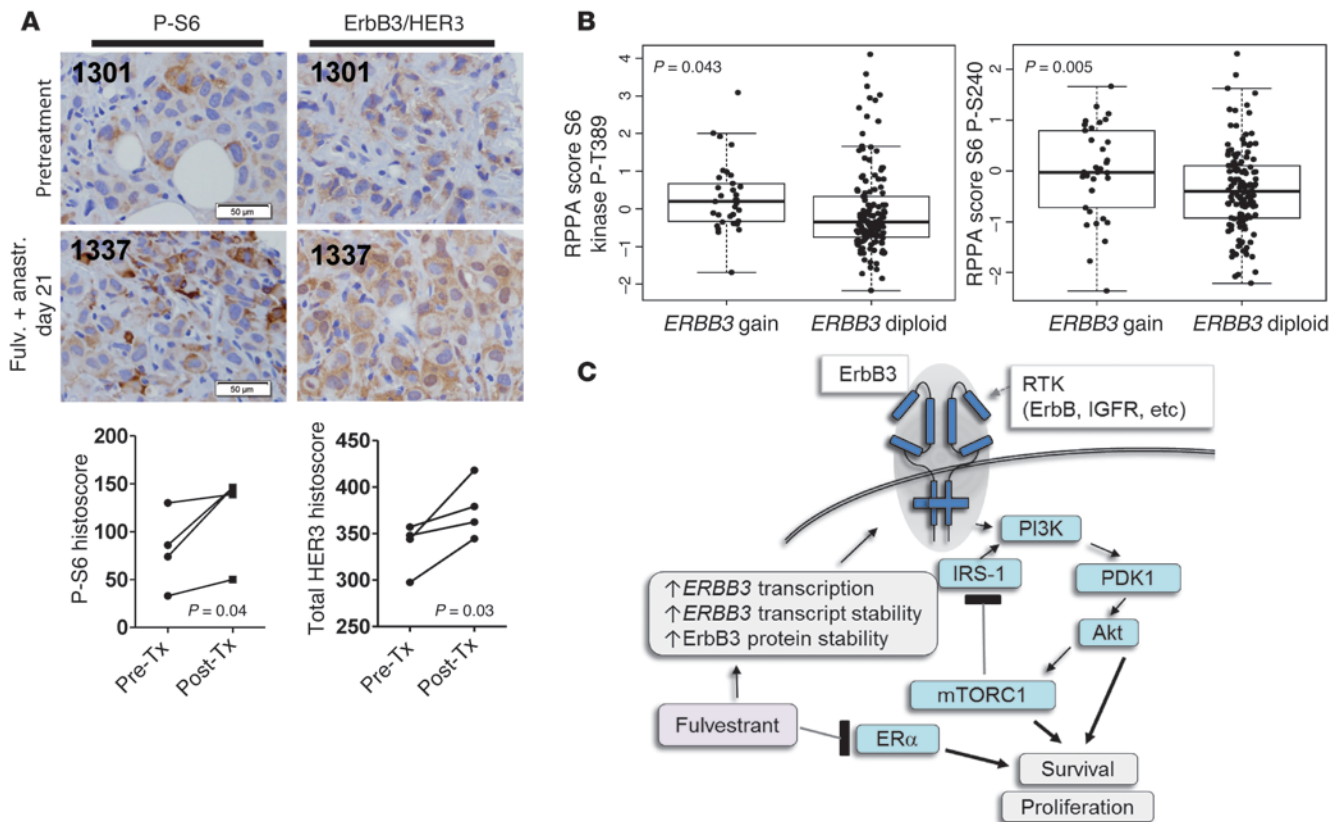 A
P-S6
ErbB3/HER3
Pretreatment
1301
50 µm
1301
Fulv. + anastr.
day 21
1337
50 µm
1337
P-S6 histoscore
200
150
100
50
0
P = 0.04
Pre-Tx
Post-Tx
Total HER3 histoscore
450
400
350
300
250
P = 0.03
Pre-Tx
Post-Tx
B
RPPA score S6
kinase P-T389
P = 0.043
4
3
2
1
0
−1
−2
ERBB3 gain
ERBB3 diploid
RPPA score S6 P-S240
P = 0.005
2
1
0
−1
−2
ERBB3 gain
ERBB3 diploid
C
ErbB3
RTK
(ErbB, IGFR, etc)
PI3K
IRS-1
PDK1
↑ERBB3 transcription
↑ERBB3 transcript stability
↑ErbB3 protein stability
Akt
mTORC1
Fulvestrant
ERα
Survival
Proliferation